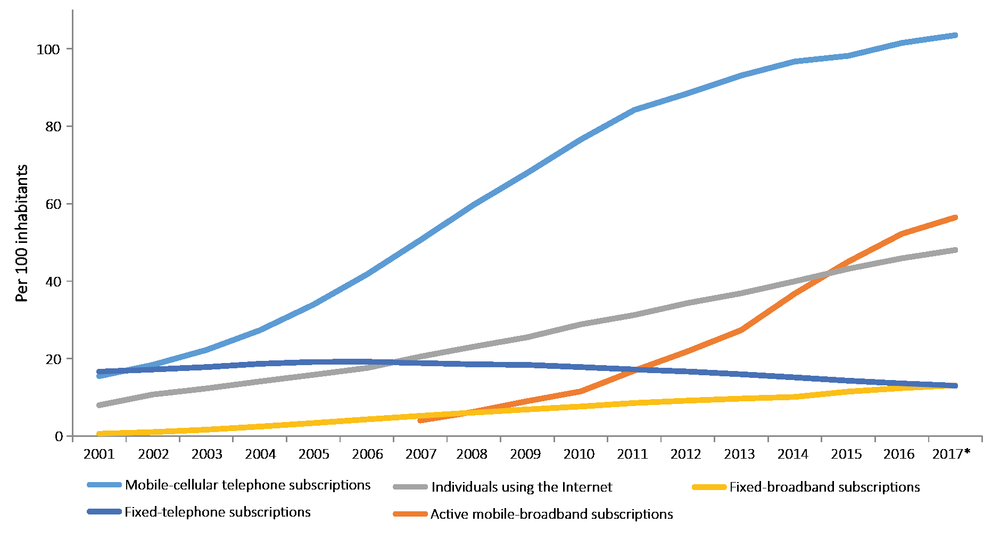 Per 100 inhabitants
100
80
60
40
20
0
2001 2002 2003 2004 2005 2006 2007 2008 2009 2010 2011 2012 2013 2014 2015 2016 2017*
Mobile-cellular telephone subscriptions Individuals using the Internet Fixed-broadband subscriptions
Fixed-telephone subscriptions Active mobile-broadband subscriptions